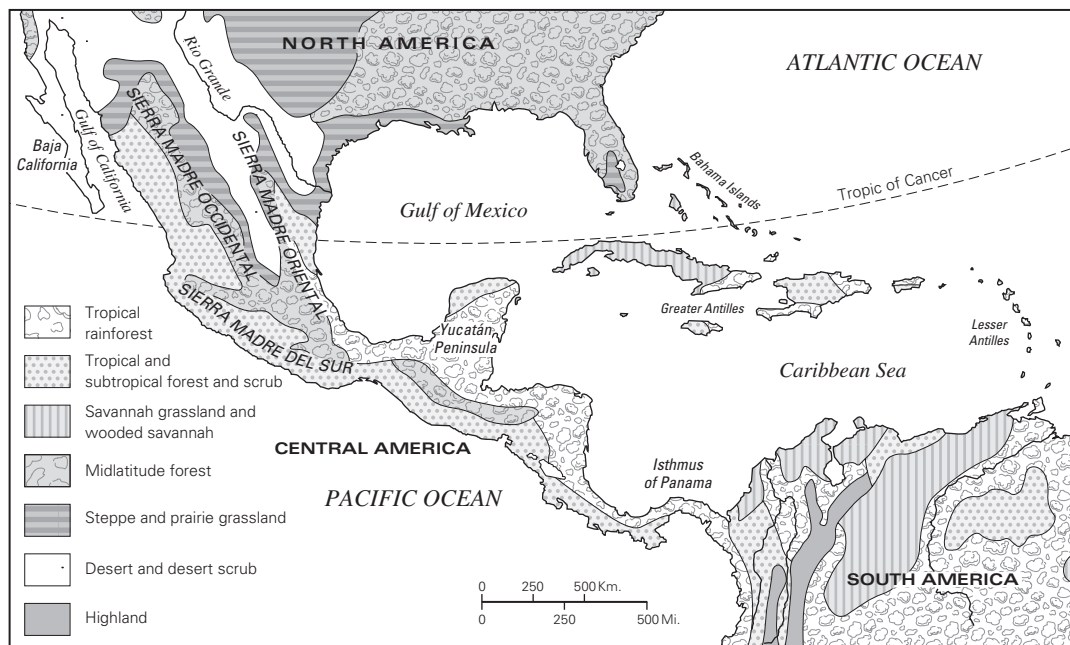 NORTH AMERICA
ATLANTIC OCEAN
Rio Grande
SIERRA MADRE OCCIDENTAL
SIERRA MADRE ORIENTAL
Baja
California
Gulf of California
Bahama Islands
Tropic of Cancer
Gulf of Mexico
SIERRA MADRE DEL SUR
Yucatán
Peninsula
Greater Antilles
Lesser
Antilles
Caribbean Sea
CENTRAL AMERICA
PACIFIC OCEAN
Isthmus
of Panama
SOUTH AMERICA
Tropical
rainforest
Tropical and
subtropical forest and scrub
Savannah grassland and
wooded savannah
Midlatitude forest
Steppe and prairie grassland
Desert and desert scrub
Highland
0 250 500 Km.
0 250 500 Mi.